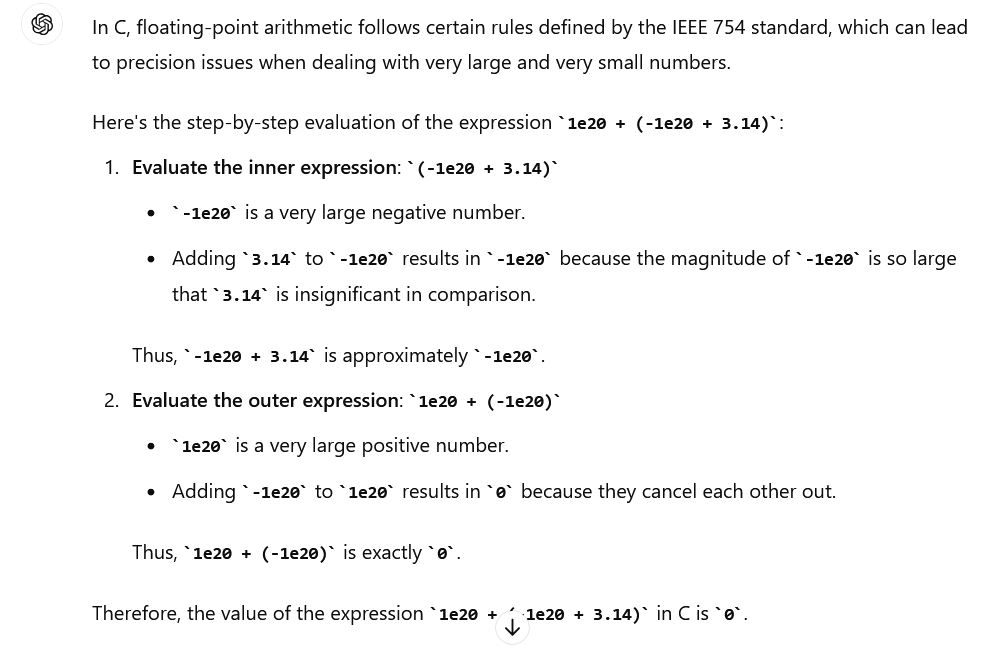 In C, floating-point arithmetic follows certain rules defined by the IEEE 754 standard, which can lead
to precision issues when dealing with very large and very small numbers.
Here's the step-by-step evaluation of the expression `1e20 + (-1e20 + 3.14)`:
1. Evaluate the inner expression: `(-1e20 + 3.14)`
• `-1e20` is a very large negative number.
• Adding `3.14` to `-1e20` results in `-1e20` because the magnitude of `-1e20` is so large
that `3.14` is insignificant in comparison.
Thus, `-1e20 + 3.14` is approximately `-1e20`.
2. Evaluate the outer expression: `1e20 + (-1e20)`
• `1e20` is a very large positive number.
• Adding `-1e20` to `1e20` results in `0` because they cancel each other out.
Thus, `1e20 + (-1e20)` is exactly `0`.
Therefore, the value of the expression `1e20 + (-1e20 + 3.14)` in C is `0`.